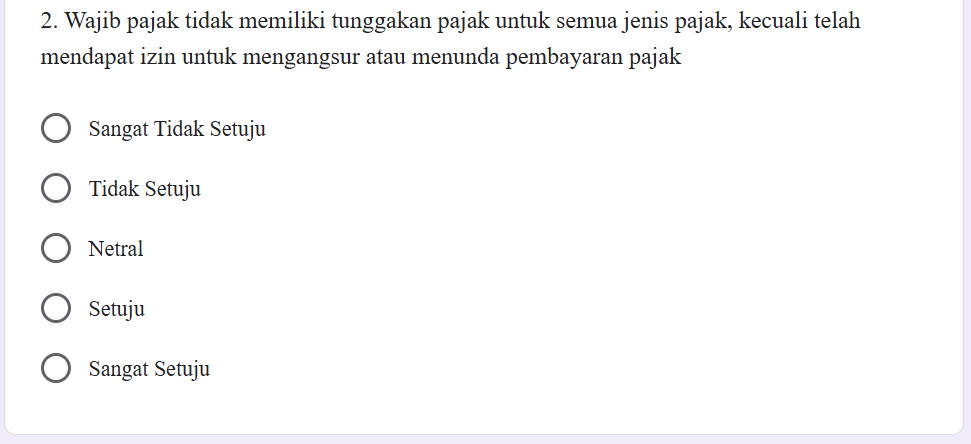 2. Wajib pajak tidak memiliki tunggakan pajak untuk semua jenis pajak, kecuali telah
mendapat izin untuk mengangsur atau menunda pembayaran pajak
Sangat Tidak Setuju
Tidak Setuju
Netral
Setuju
Sangat Setuju